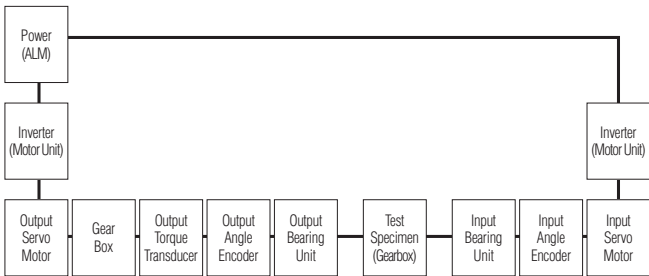 Power
(ALM)
Inverter
(Motor Unit)
Inverter
(Motor Unit)
Output
Servo
Motor
Gear
Box
Output
Torque
Transducer
Output
Angle
Encoder
Output
Bearing
Unit
Test
Specimen
(Gearbox)
Input
Bearing
Unit
Input
Angle
Encoder
Input
Servo
Motor